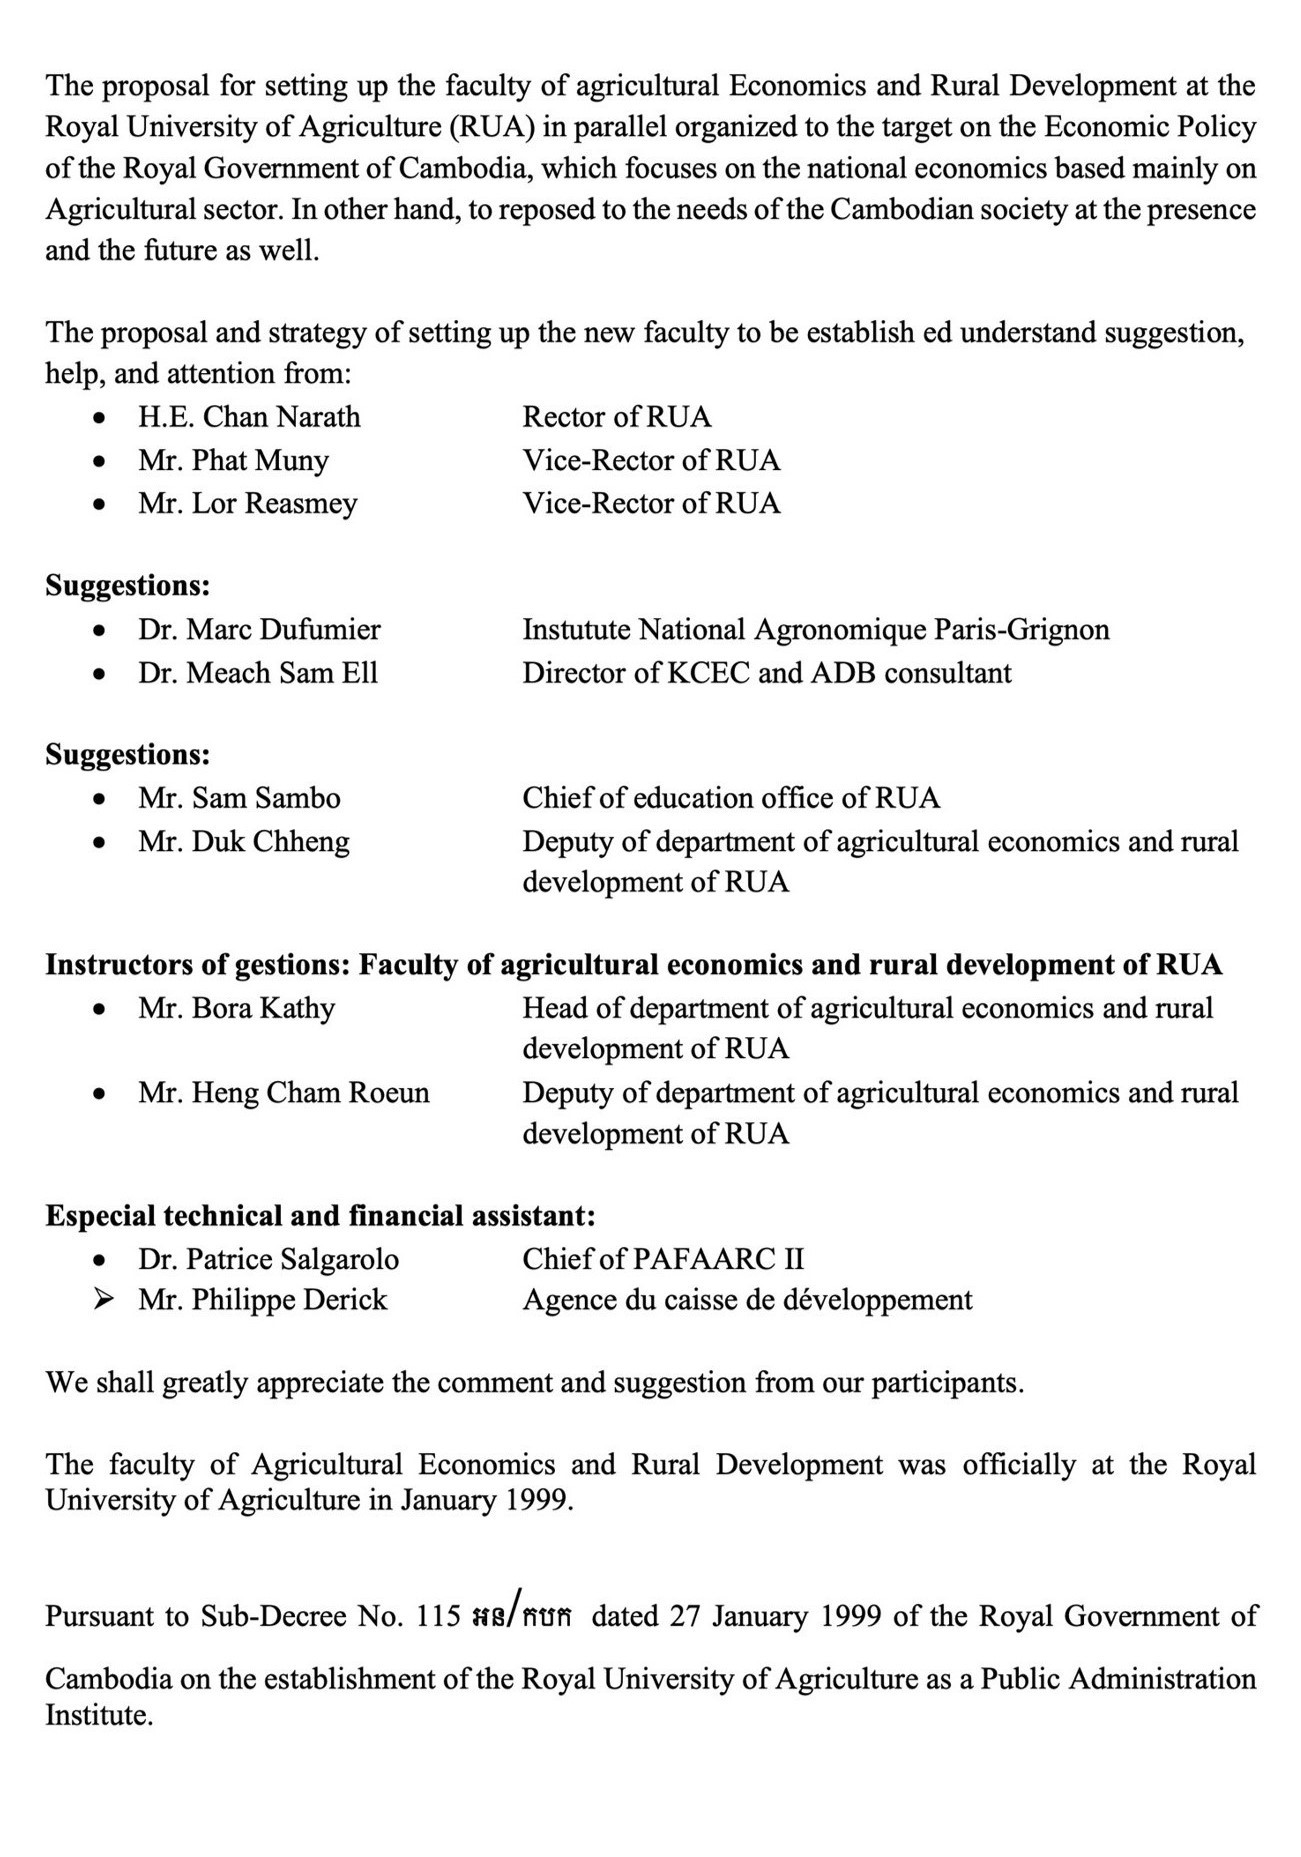 The proposal for setting up the faculty of agricultural Economics and Rural Development at the
Royal University of Agriculture (RUA) in parallel organized to the target on the Economic Policy
of the Royal Government of Cambodia, which focuses on the national economics based mainly on
Agricultural sector. In other hand, to reposed to the needs of the Cambodian society at the presence
and the future as well.
The proposal and strategy of setting up the new faculty to be establish ed understand suggestion,
help, and attention from:
• H.E. Chan Narath Rector of RUA
• Mr. Phat Muny Vice-Rector of RUA
• Mr. Lor Reasmey Vice-Rector of RUA
Suggestions:
• Dr. Marc Dufumier Instutute National Agronomique Paris-Grignon
• Dr. Meach Sam Ell Director of KCEC and ADB consultant
Suggestions:
• Mr. Sam Sambo Chief of education office of RUA
• Mr. Duk Chheng Deputy of department of agricultural economics and rural
development of RUA
Instructors of gestions: Faculty of agricultural economics and rural development of RUA
• Mr. Bora Kathy Head of department of agricultural economics and rural
development of RUA
• Mr. Heng Cham Roeun Deputy of department of agricultural economics and rural
development of RUA
Especial technical and financial assistant:
• Dr. Patrice Salgarolo Chief of PAFAARC II
➢ Mr. Philippe Derick Agence du caisse de développement
We shall greatly appreciate the comment and suggestion from our participants.
The faculty of Agricultural Economics and Rural Development was officially at the Royal
University of Agriculture in January 1999.
Pursuant to Sub-Decree No. 115 អន/កបក dated 27 January 1999 of the Royal Government of
Cambodia on the establishment of the Royal University of Agriculture as a Public Administration
Institute.